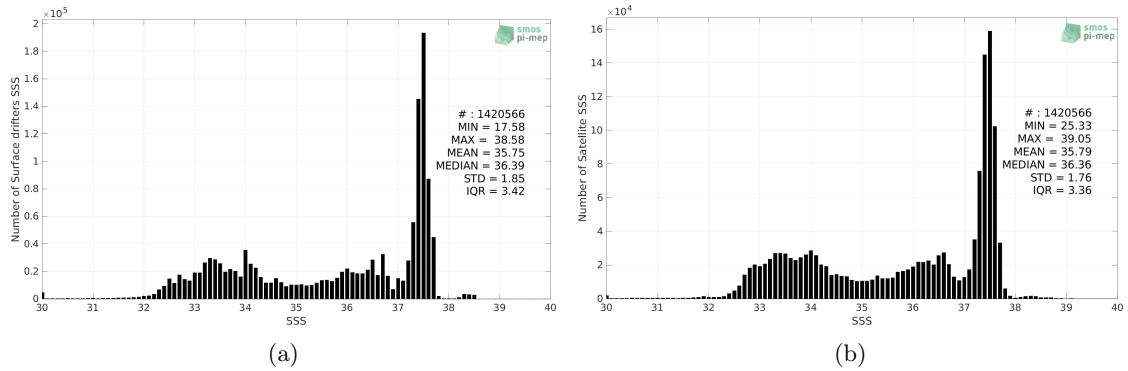 ×10⁵
2
1.8
1.6
1.4
1.2
1
0.8
0.6
0.4
0.2
0
Number of Surface drifters SSS
30 31 32 33 34 35 36 37 38 39 40
SSS
smos
pi-mep
# : 1420566
MIN = 17.58
MAX = 38.58
MEAN = 35.75
MEDIAN = 36.39
STD = 1.85
IQR = 3.42
(a)
×10⁴
16
14
12
10
8
6
4
2
0
Number of Satellite SSS
30 31 32 33 34 35 36 37 38 39 40
SSS
smos
pi-mep
# : 1420566
MIN = 25.33
MAX = 39.05
MEAN = 35.79
MEDIAN = 36.36
STD = 1.76
IQR = 3.36
(b)